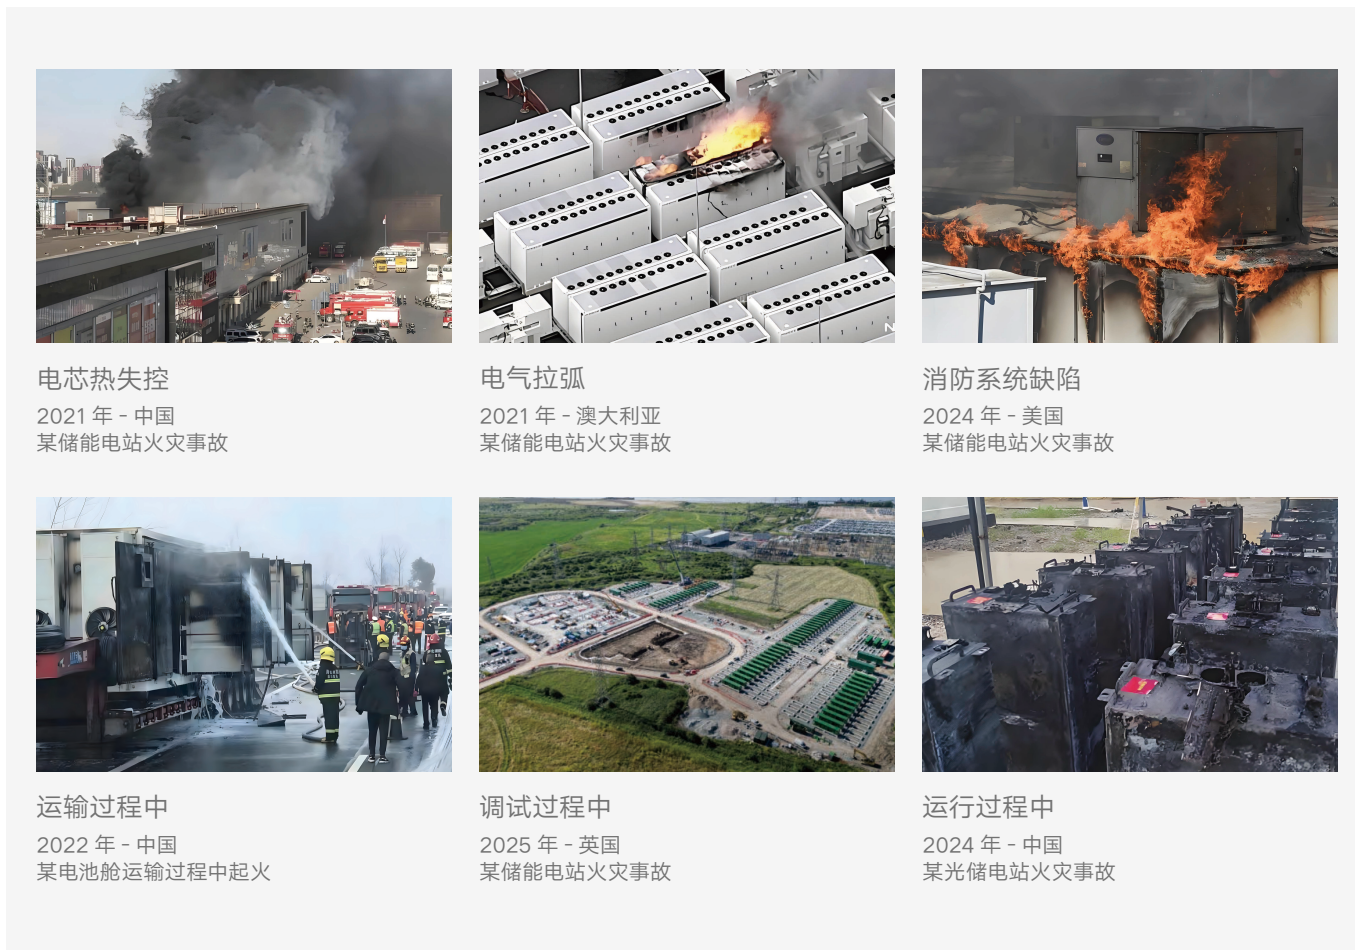 电芯热失控
2021 年 - 中国
某储能电站火灾事故
电气拉弧
2021 年 - 澳大利亚
某储能电站火灾事故
消防系统缺陷
2024 年 - 美国
某储能电站火灾事故
运输过程中
2022 年 - 中国
某电池舱运输过程中起火
调试过程中
2025 年 - 英国
某储能电站火灾事故
运行过程中
2024 年 - 中国
某光储电站火灾事故